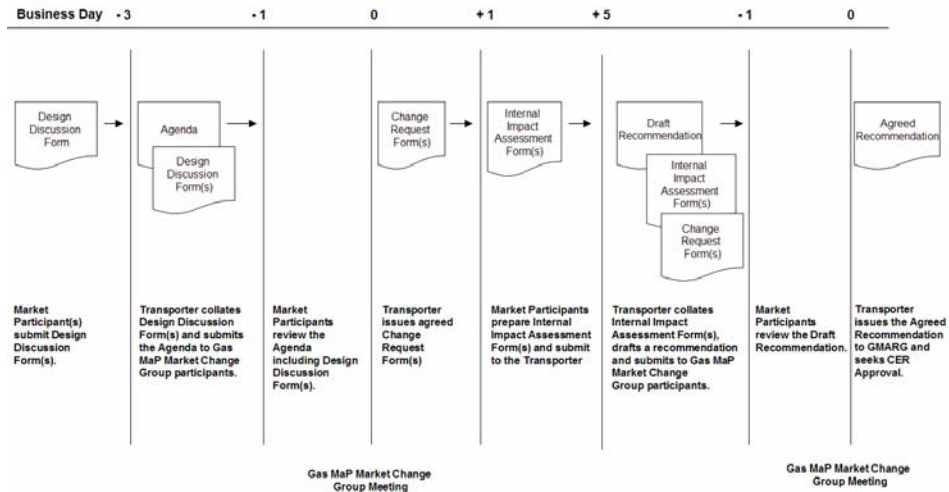 Business Day - 3 - 1 0 + 1 + 5 - 1 0
Design
Discussion
Form
Agenda
Design
Discussion
Form(s)
Change
Request
Form(s)
Internal
Impact
Assessment
Form(s)
Draft
Recommendation
Internal
Impact
Assessment
Form(s)
Change
Request
Form(s)
Agreed
Recommendation
Market
Participant(s)
submit Design
Discussion
Form(s).
Transporter collates
Design Discussion
Form(s) and submits
the Agenda to Gas
MaP Market Change
Group participants.
Market
Participants
review the
Agenda
including Design
Discussion
Form(s).
Transporter
issues agreed
Change
Request
Form(s)
Market Participants
prepare Internal
Impact Assessment
Form(s) and submit
to the Transporter
Transporter collates
Internal Impact
Assessment Form(s),
drafts a recommendation
and submits to Gas MaP
Market Change
Group participants.
Market
Participants
review the Draft
Recommendation.
Transporter
issues the Agreed
Recommendation
to GMARG and
seeks CER
Approval.
Gas MaP Market Change
Group Meeting
Gas MaP Market Change
Group Meeting